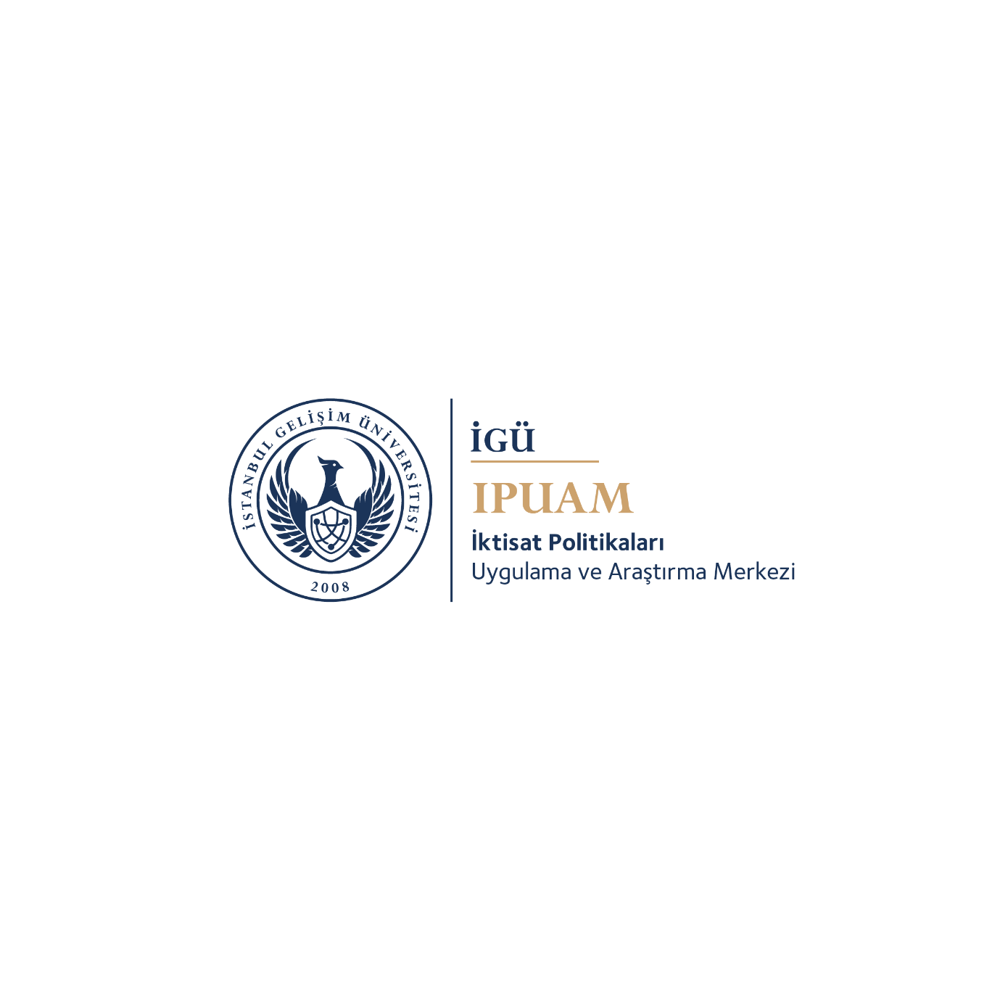 İSTANBUL GELİŞİM ÜNİVERSİTESİ
2008
İGÜ
IPUAM
İktisat Politikaları
Uygulama ve Araştırma Merkezi